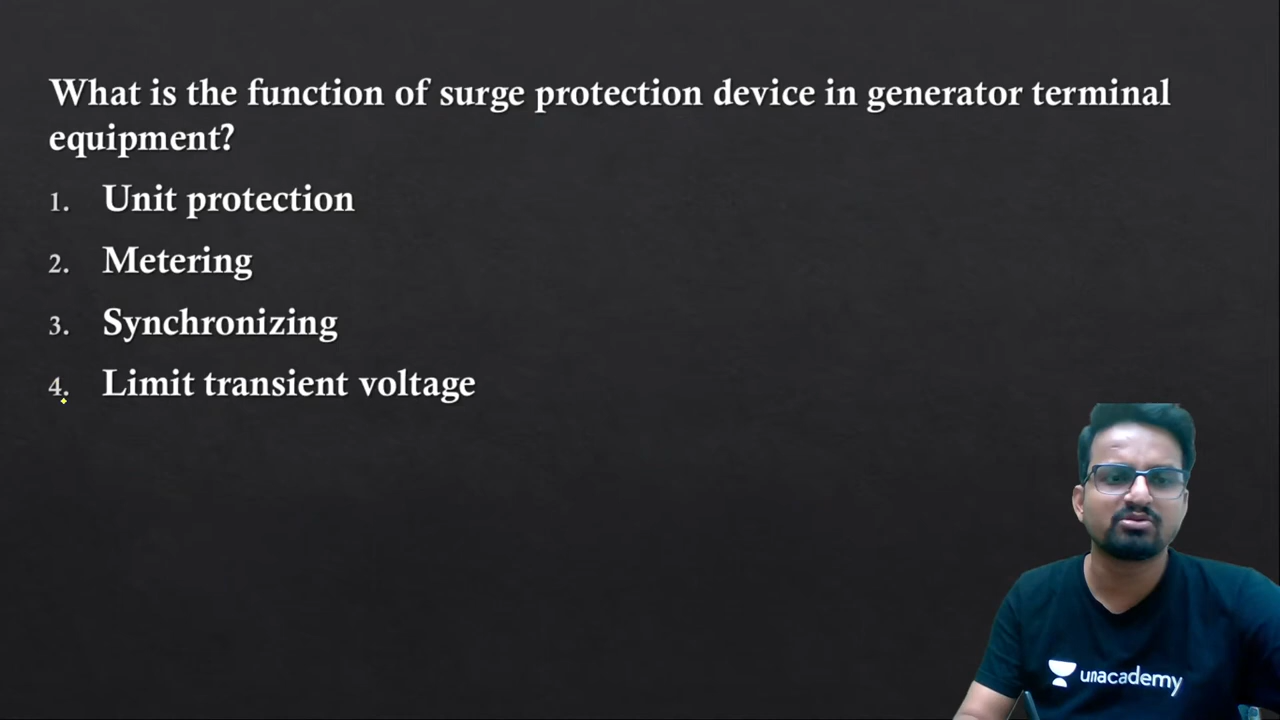 What is the function of surge protection device in generator terminal
equipment?
1. Unit protection
2. Metering
3. Synchronizing
4. Limit transient voltage
unacademy